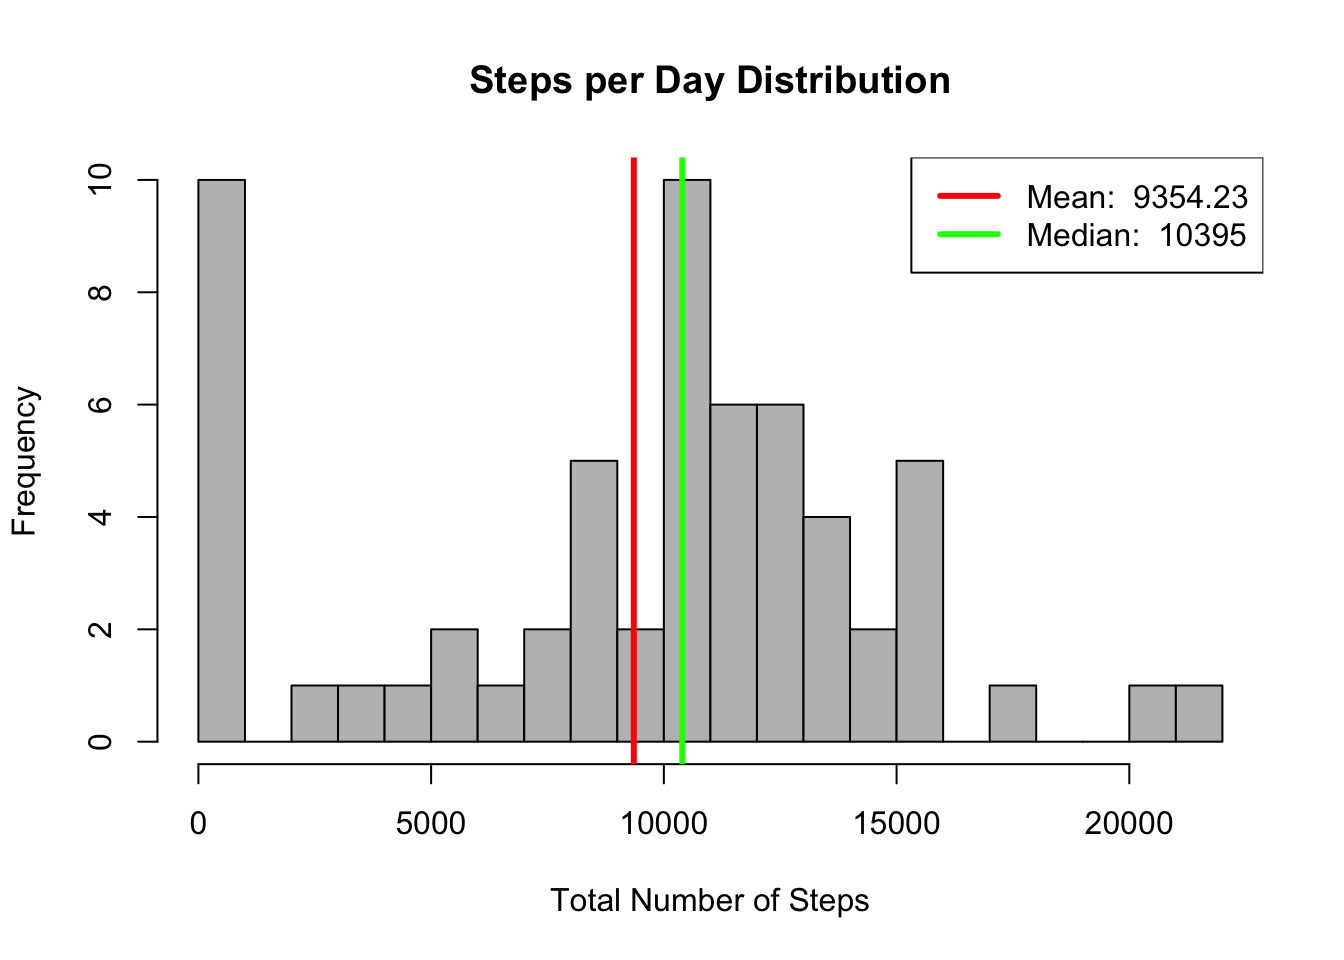 Steps per Day Distribution
Mean:  9354.23
Median:  10395
Frequency
10
8
6
4
2
0
0 5000 10000 15000 20000
Total Number of Steps